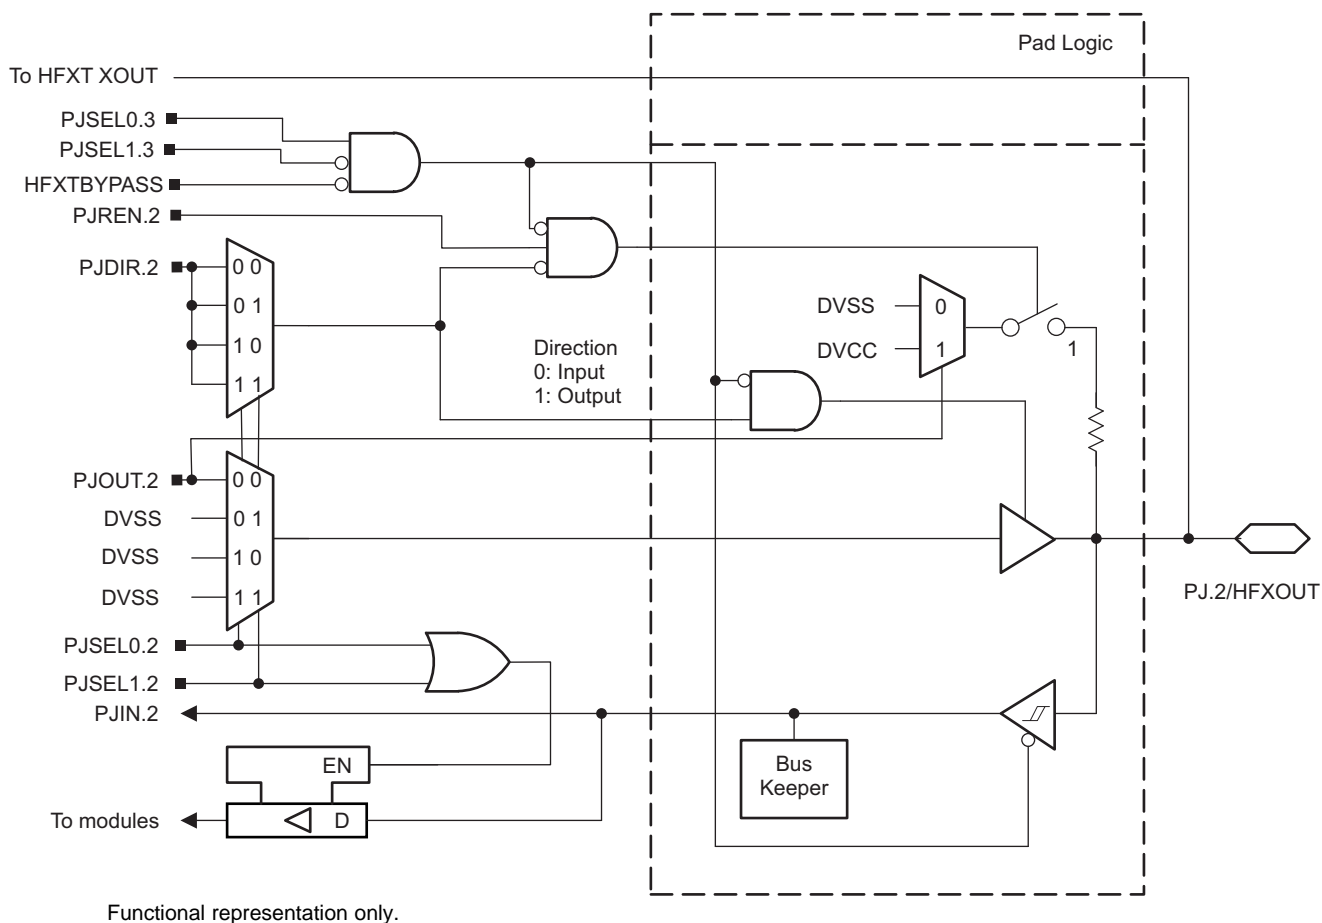 Pad Logic
To HFXT XOUT
PJSEL0.3
PJSEL1.3
HFXTBYPASS
PJREN.2
PJDIR.2
0 0
0 1
1 0
1 1
DVSS
0
DVCC
1
1
Direction
0: Input
1: Output
PJOUT.2
0 0
DVSS
0 1
DVSS
1 0
DVSS
1 1
PJ.2/HFXOUT
PJSEL0.2
PJSEL1.2
PJIN.2
EN
Bus
Keeper
To modules
D
Functional representation only.